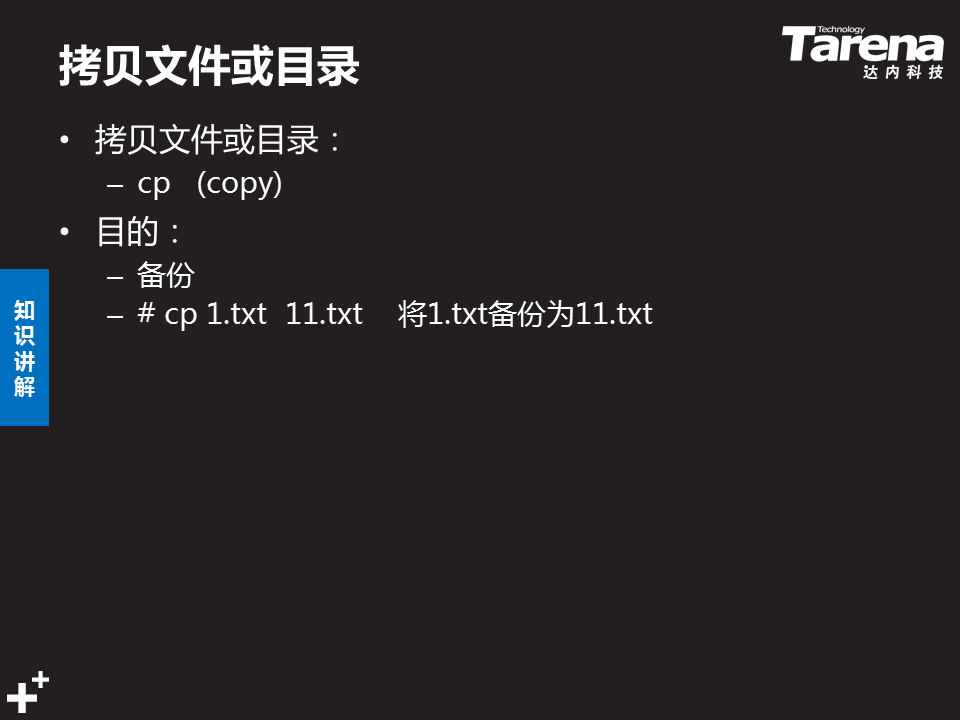 拷贝文件或目录
Technology
Tarena
达内科技
• 拷贝文件或目录：
– cp (copy)
• 目的：
– 备份
– # cp 1.txt 11.txt 将1.txt备份为11.txt
知
识
讲
解